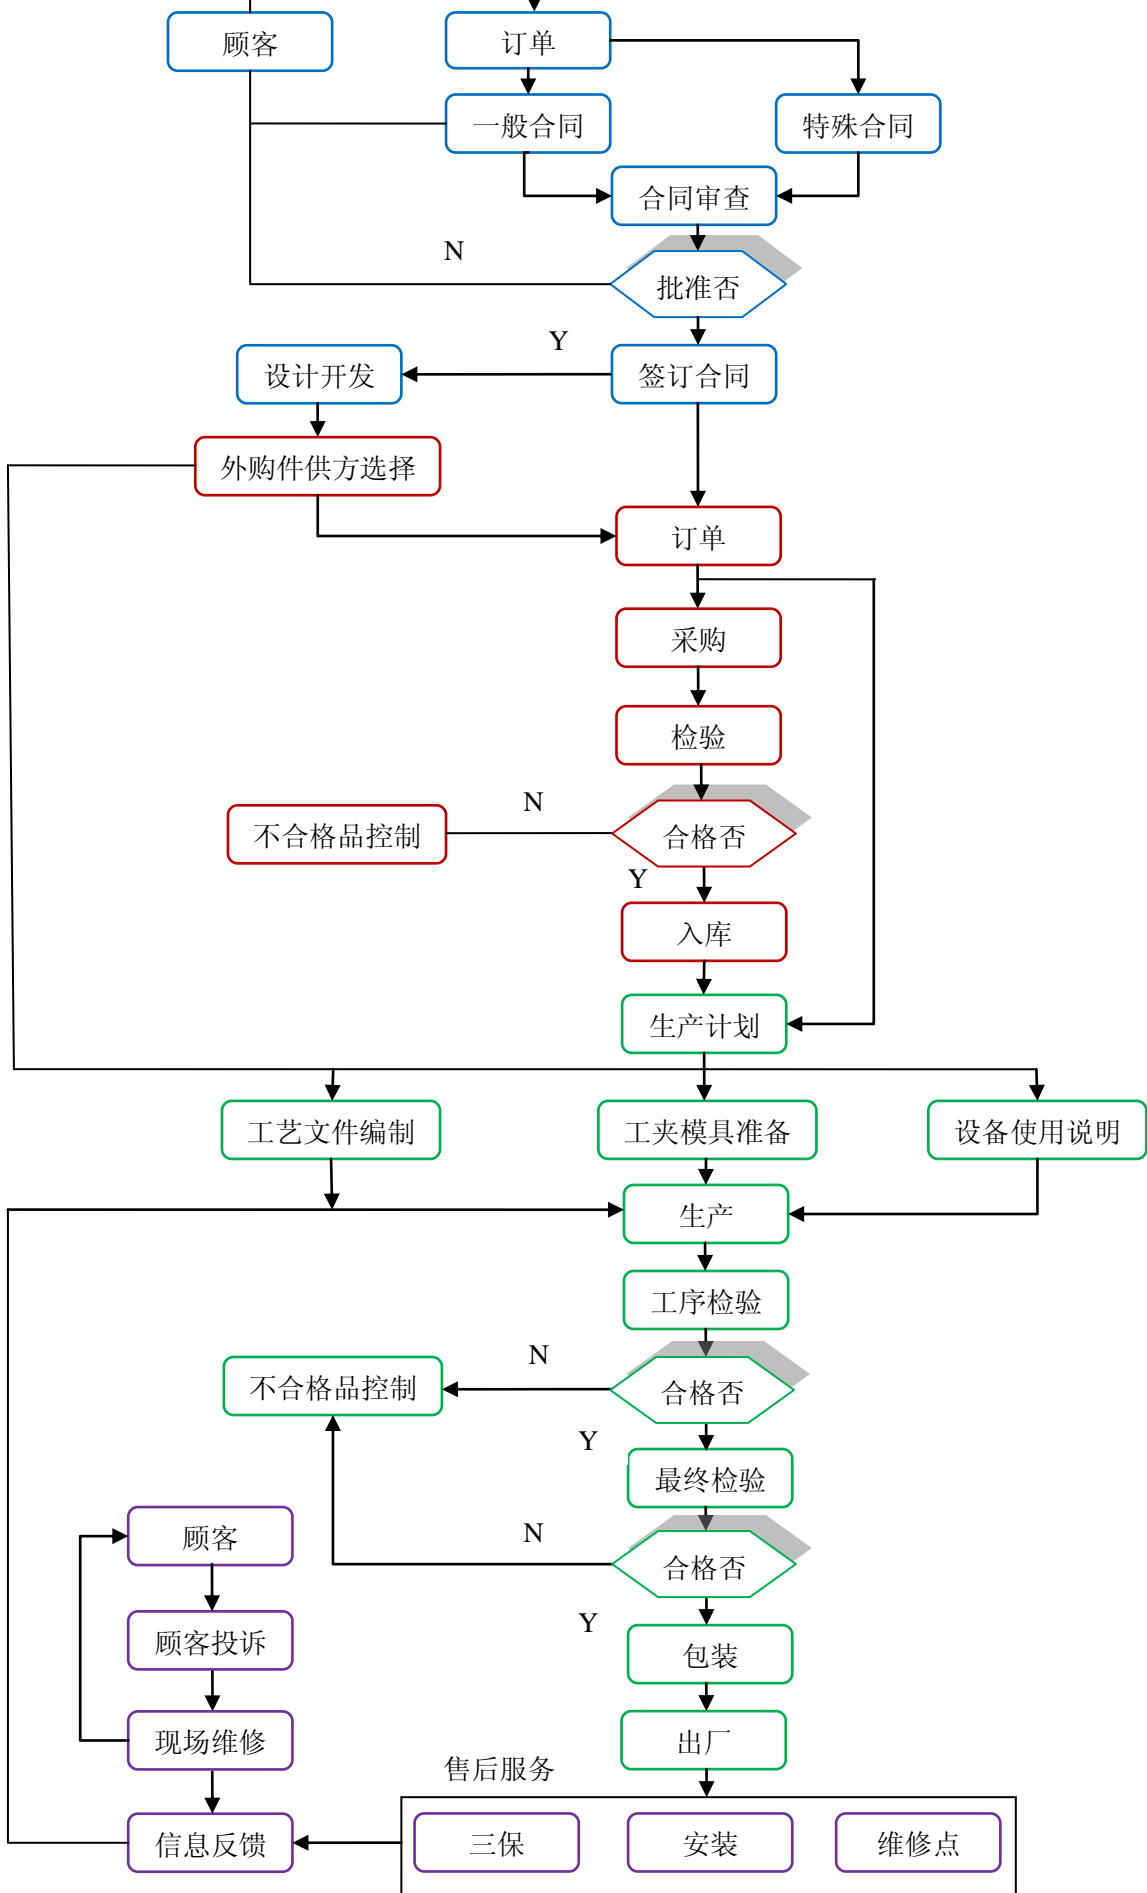 顾客
订单
一般合同
特殊合同
合同审查
N
批准否
Y
设计开发
签订合同
外购件供方选择
订单
采购
检验
N
不合格品控制
合格否
Y
入库
生产计划
工艺文件编制
工夹模具准备
设备使用说明
生产
工序检验
N
不合格品控制
合格否
Y
最终检验
顾客
N
合格否
Y
顾客投诉
包装
现场维修
出厂
售后服务
信息反馈
三保
安装
维修点